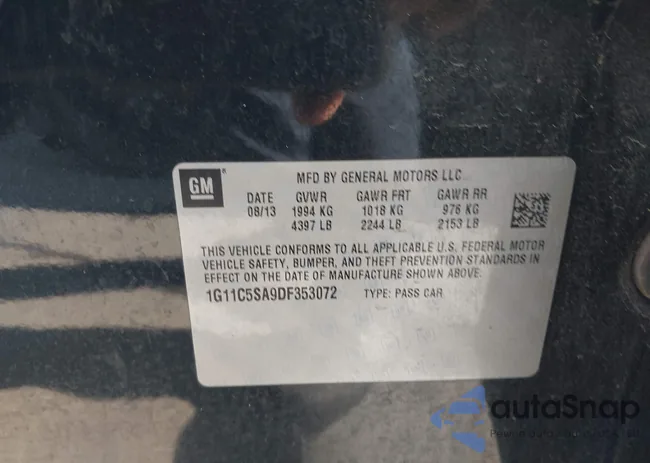 GM
MFD BY GENERAL MOTORS LLC
DATE GVWR GAWR FRT GAWR RR
08/13 1994 KG 1018 KG 976 KG
4397 LB 2244 LB 2153 LB
THIS VEHICLE CONFORMS TO ALL APPLICABLE U.S. FEDERAL MOTOR
VEHICLE SAFETY, BUMPER, AND THEFT PREVENTION STANDARDS IN
EFFECT ON THE DATE OF MANUFACTURE SHOWN ABOVE.
1G11C5SA9DF353072 TYPE: PASS CAR
autoSnap